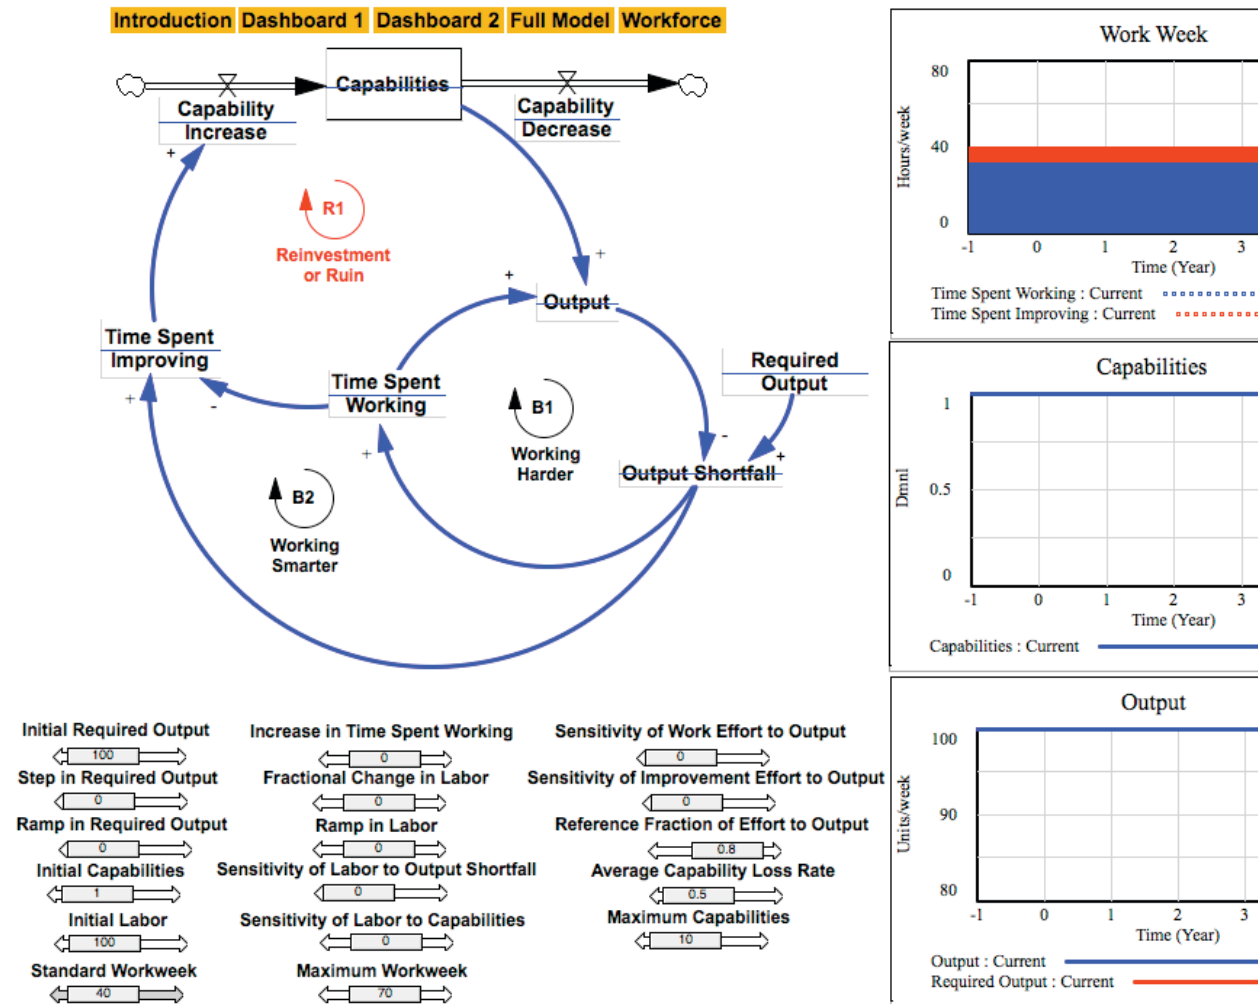 Introduction Dashboard 1 Dashboard 2 Full Model Workforce
Capabilities
Capability
Increase
Capability
Decrease
+
R1
Reinvestment
or Ruin
+
+
Output
Time Spent
Improving
Required
Output
Time Spent
Working
+
-
B1
Working
Harder
-
+
+
Output Shortfall
B2
Working
Smarter
Initial Required Output
100
Step in Required Output
0
Ramp in Required Output
0
Initial Capabilities
1
Initial Labor
100
Standard Workweek
40
Increase in Time Spent Working
0
Fractional Change in Labor
0
Ramp in Labor
0
Sensitivity of Labor to Output Shortfall
0
Sensitivity of Labor to Capabilities
0
Maximum Workweek
70
Sensitivity of Work Effort to Output
0
Sensitivity of Improvement Effort to Output
0
Reference Fraction of Effort to Output
0.8
Average Capability Loss Rate
0.5
Maximum Capabilities
10
Work Week
80
40
0
Hours/week
-1 0 1 2 3
Time (Year)
Time Spent Working : Current
Time Spent Improving : Current
Capabilities
1
0.5
0
Dmnl
-1 0 1 2 3
Time (Year)
Capabilities : Current
Output
100
90
80
Units/week
-1 0 1 2 3
Time (Year)
Output : Current
Required Output : Current